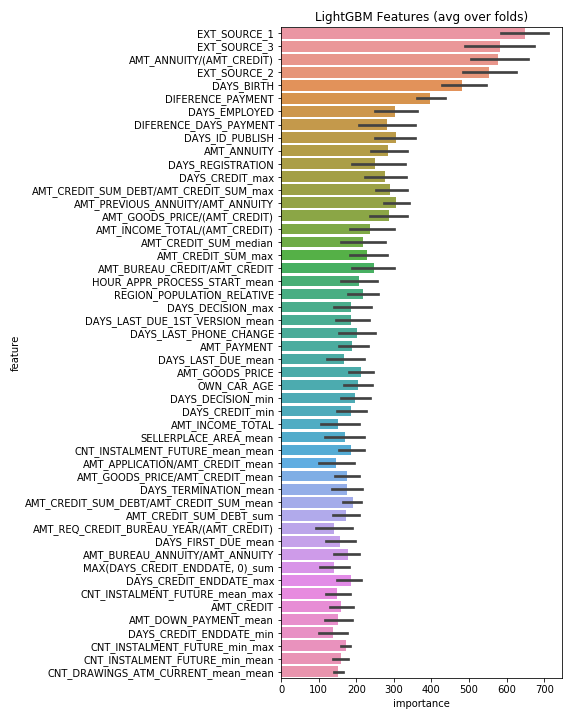 LightGBM Features (avg over folds)
EXT_SOURCE_1
EXT_SOURCE_3
AMT_ANNUITY/(AMT_CREDIT)
EXT_SOURCE_2
DAYS_BIRTH
DIFERENCE_PAYMENT
DAYS_EMPLOYED
DIFERENCE_DAYS_PAYMENT
DAYS_ID_PUBLISH
AMT_ANNUITY
DAYS_REGISTRATION
DAYS_CREDIT_max
AMT_CREDIT_SUM_DEBT/AMT_CREDIT_SUM_max
AMT_PREVIOUS_ANNUITY/AMT_ANNUITY
AMT_GOODS_PRICE/(AMT_CREDIT)
AMT_INCOME_TOTAL/(AMT_CREDIT)
AMT_CREDIT_SUM_median
AMT_CREDIT_SUM_max
AMT_BUREAU_CREDIT/AMT_CREDIT
HOUR_APPR_PROCESS_START_mean
REGION_POPULATION_RELATIVE
DAYS_DECISION_max
DAYS_LAST_DUE_1ST_VERSION_mean
DAYS_LAST_PHONE_CHANGE
AMT_PAYMENT
DAYS_LAST_DUE_mean
AMT_GOODS_PRICE
OWN_CAR_AGE
DAYS_DECISION_min
DAYS_CREDIT_min
AMT_INCOME_TOTAL
SELLERPLACE_AREA_mean
CNT_INSTALMENT_FUTURE_mean_mean
AMT_APPLICATION/AMT_CREDIT_mean
AMT_GOODS_PRICE/AMT_CREDIT_mean
DAYS_TERMINATION_mean
AMT_CREDIT_SUM_DEBT/AMT_CREDIT_SUM_mean
AMT_CREDIT_SUM_DEBT_sum
AMT_REQ_CREDIT_BUREAU_YEAR/(AMT_CREDIT)
DAYS_FIRST_DUE_mean
AMT_BUREAU_ANNUITY/AMT_ANNUITY
MAX(DAYS_CREDIT_ENDDATE, 0)_sum
DAYS_CREDIT_ENDDATE_max
CNT_INSTALMENT_FUTURE_mean_max
AMT_CREDIT
AMT_DOWN_PAYMENT_mean
DAYS_CREDIT_ENDDATE_min
CNT_INSTALMENT_FUTURE_min_max
CNT_INSTALMENT_FUTURE_min_mean
CNT_DRAWINGS_ATM_CURRENT_mean_mean
feature
0 100 200 300 400 500 600 700
importance